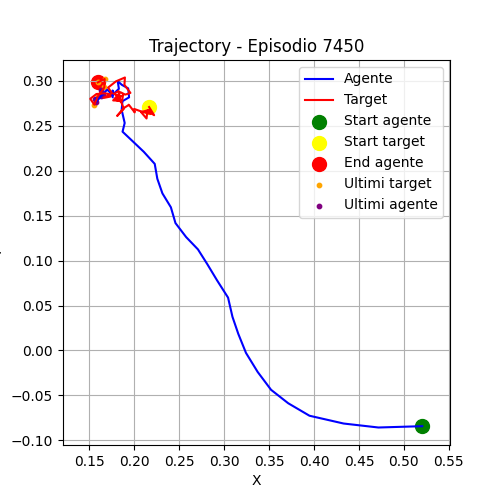 Trajectory - Episodio 7450
Agente
Target
Start agente
Start target
End agente
Ultimi target
Ultimi agente
0.30
0.25
0.20
0.15
0.10
0.05
0.00
−0.05
−0.10
0.15 0.20 0.25 0.30 0.35 0.40 0.45 0.50 0.55
X